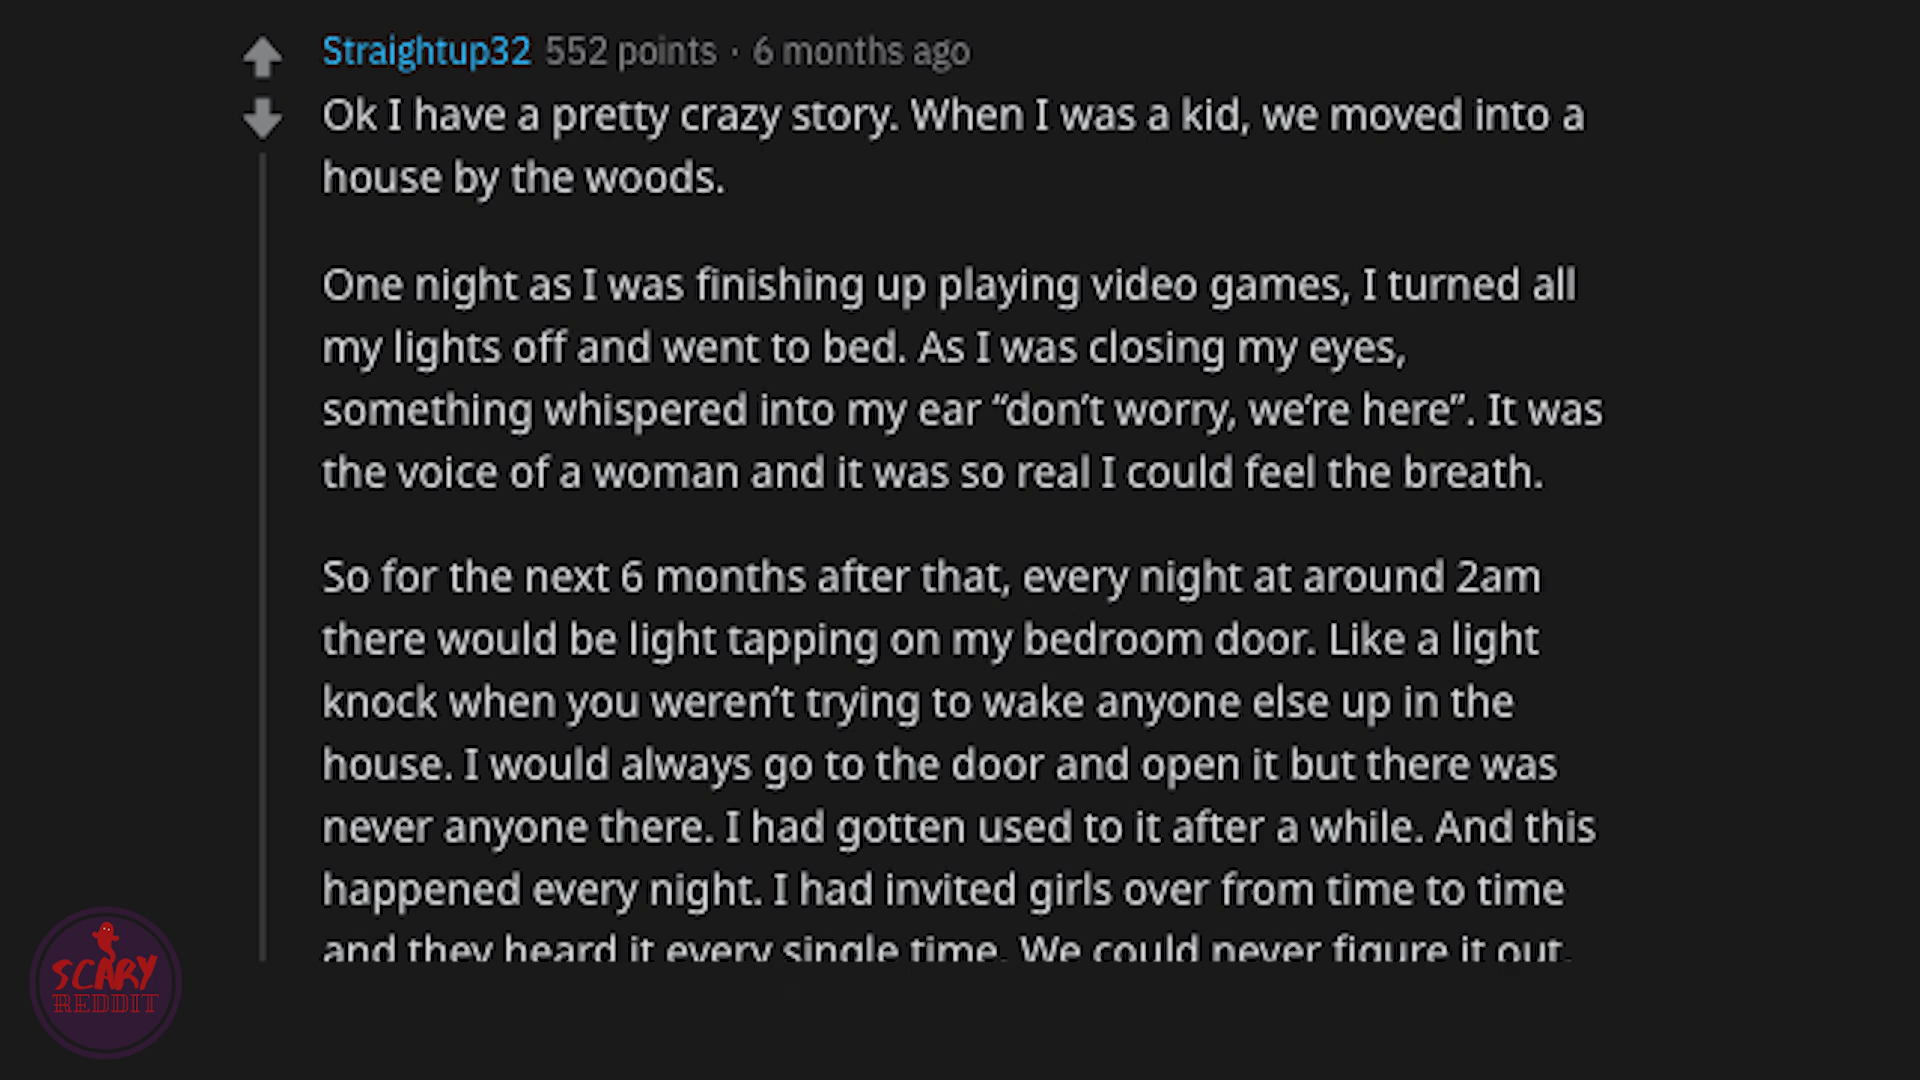 Straightup32 552 points · 6 months ago
Ok I have a pretty crazy story. When I was a kid, we moved into a
house by the woods.
One night as I was finishing up playing video games, I turned all
my lights off and went to bed. As I was closing my eyes,
something whispered into my ear “don’t worry, we’re here”. It was
the voice of a woman and it was so real I could feel the breath.
So for the next 6 months after that, every night at around 2am
there would be light tapping on my bedroom door. Like a light
knock when you weren’t trying to wake anyone else up in the
house. I would always go to the door and open it but there was
never anyone there. I had gotten used to it after a while. And this
happened every night. I had invited girls over from time to time
and they heard it every single time. We could never figure it out.
SCARY
REDDIT